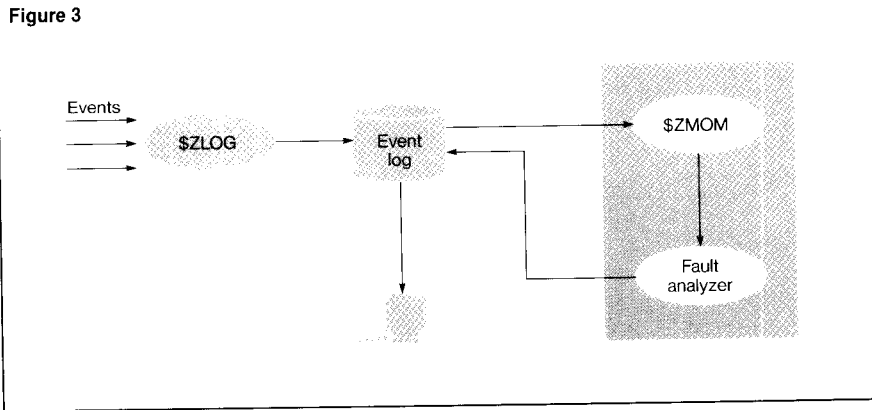 Figure 3
Events
$ZLOG
Event
log
$ZMOM
Fault
analyzer